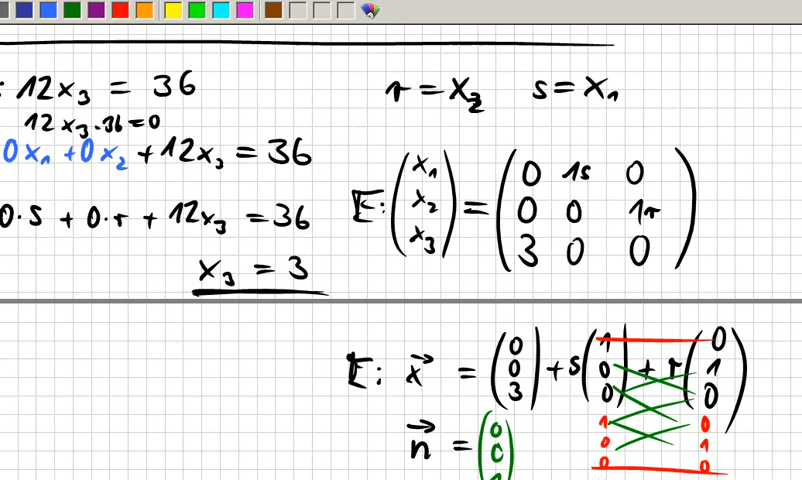 : 12x₃ = 36
12x₃ - 36 = 0
0x₁ + 0x₂ + 12x₃ = 36
0·s + 0·r + 12x₃ = 36
x₃ = 3
r = x₂ s = x₁
E: (x₁ x₂ x₃) = (0 1s 0
0 0 1r
3 0 0)
E: x⃗ = (0 0 3) + s(1 0 0) + r(0 1 0)
n⃗ = (0 0 1
1 0
0 1
0 0